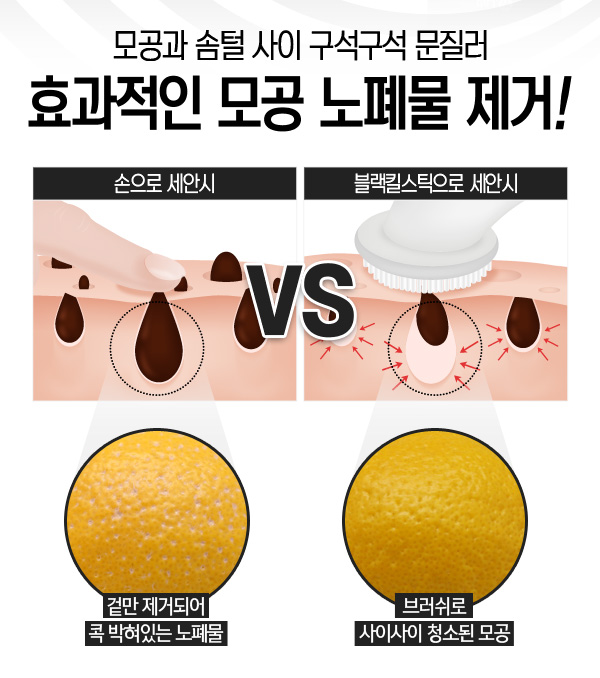 모공과 솜털 사이 구석구석 문질러
효과적인 모공 노폐물 제거!
손으로 세안시
블랙킬스틱으로 세안시
VS
겉만 제거되어
콕 박혀있는 노폐물
브러쉬로
사이사이 청소된 모공